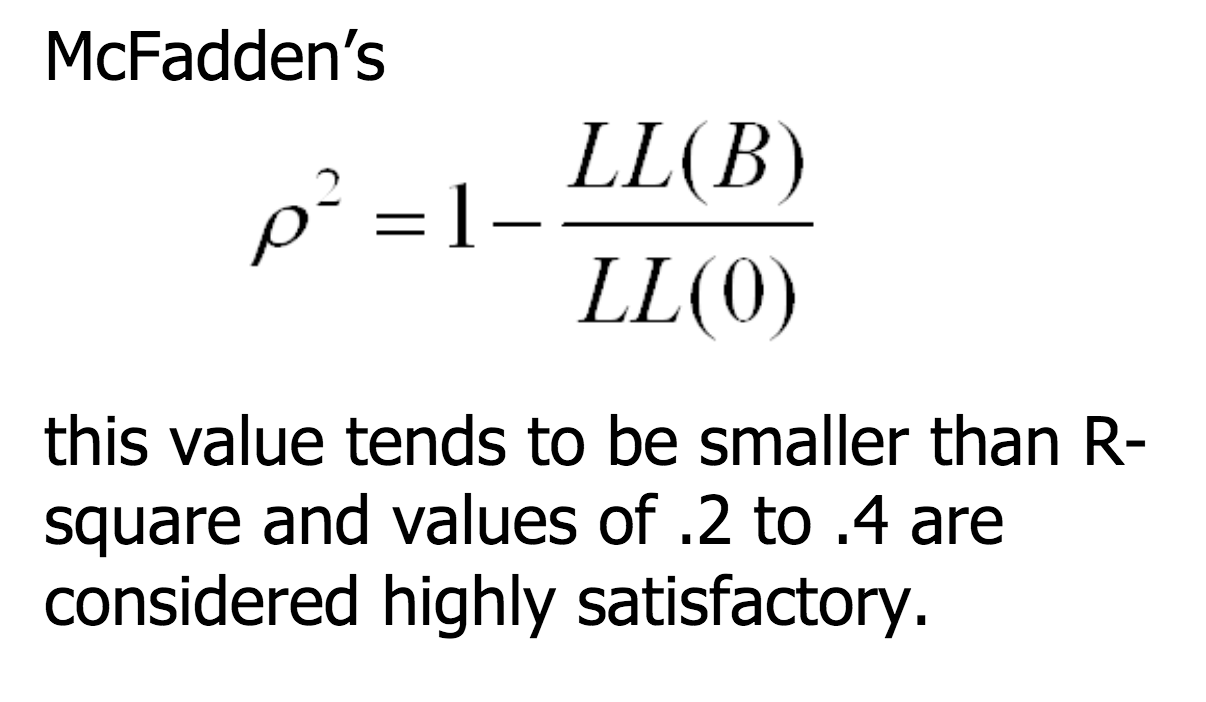 McFadden’s
ρ² = 1 − LL(B) / LL(0)
this value tends to be smaller than R-
square and values of .2 to .4 are
considered highly satisfactory.